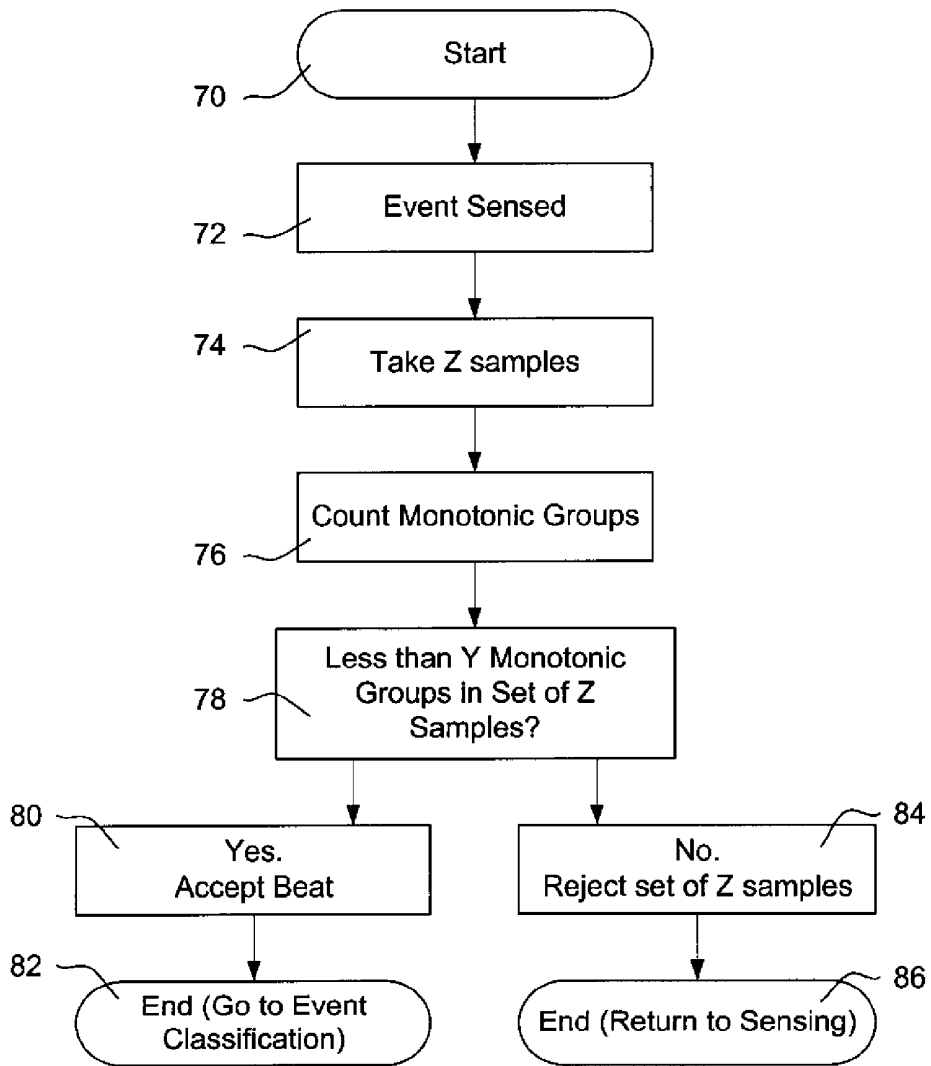 Start
70
Event Sensed
72
74
Take Z samples
Count Monotonic Groups
76
Less than Y Monotonic
Groups in Set of Z
Samples?
78
80
Yes.
Accept Beat
84
No.
Reject set of Z samples
82
End (Go to Event
Classification)
86
End (Return to Sensing)